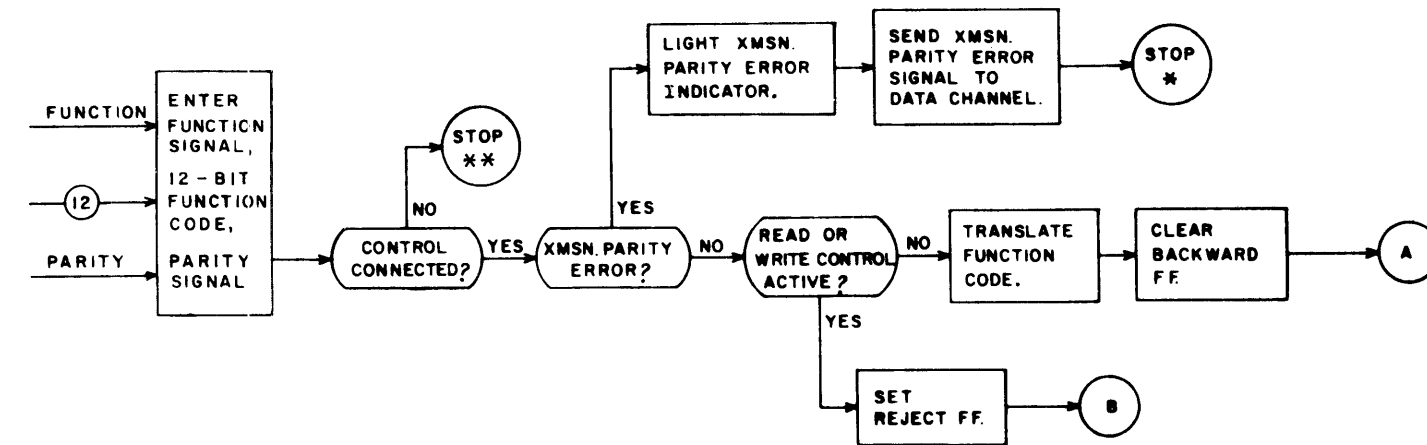 FUNCTION
12
PARITY
ENTER
FUNCTION
SIGNAL,
12-BIT
FUNCTION
CODE,
PARITY
SIGNAL
CONTROL
CONNECTED?
NO
STOP
**
YES
XMSN. PARITY
ERROR?
YES
LIGHT XMSN.
PARITY ERROR
INDICATOR.
SEND XMSN.
PARITY ERROR
SIGNAL TO
DATA CHANNEL.
STOP
*
NO
READ OR
WRITE CONTROL
ACTIVE?
NO
TRANSLATE
FUNCTION
CODE.
CLEAR
BACKWARD
FF.
A
YES
SET
REJECT FF.
B